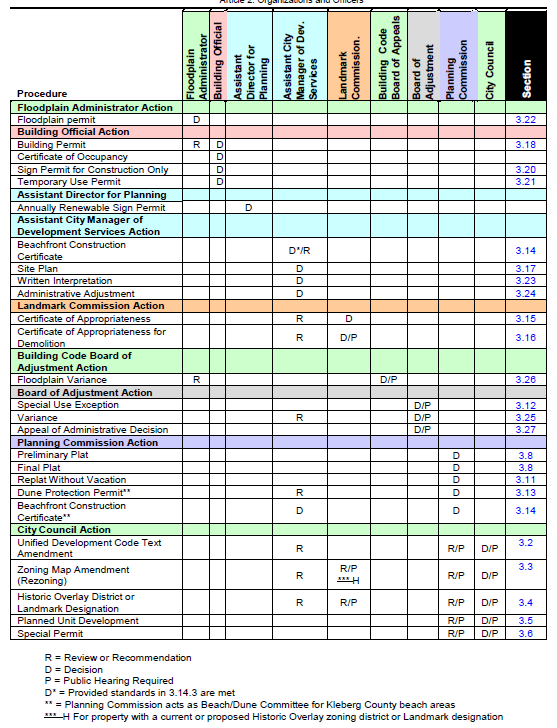 Article 2: Organizations and Officers
Procedure
Floodplain Administrator
Building Official
Assistant Director for Planning
Assistant City Manager of Dev. Services
Landmark Commission.
Building Code Board of Appeals
Board of Adjustment
Planning Commission
City Council
Section
Floodplain Administrator Action
Floodplain permit D 3.22
Building Official Action
Building Permit R D 3.18
Certificate of Occupancy D
Sign Permit for Construction Only D 3.20
Temporary Use Permit D 3.21
Assistant Director for Planning
Annually Renewable Sign Permit D
Assistant City Manager of
Development Services Action
Beachfront Construction
Certificate D*/R 3.14
Site Plan D 3.17
Written Interpretation D 3.23
Administrative Adjustment D 3.24
Landmark Commission Action
Certificate of Appropriateness R D 3.15
Certificate of Appropriateness for
Demolition R D/P 3.16
Building Code Board of
Adjustment Action
Floodplain Variance R D/P 3.26
Board of Adjustment Action
Special Use Exception D/P 3.12
Variance R D/P 3.25
Appeal of Administrative Decision D/P 3.27
Planning Commission Action
Preliminary Plat D 3.8
Final Plat D 3.8
Replat Without Vacation D 3.11
Dune Protection Permit** R D 3.13
Beachfront Construction
Certificate** D D 3.14
City Council Action
Unified Development Code Text
Amendment R R/P D/P 3.2
Zoning Map Amendment
(Rezoning) R R/P ***-H R/P D/P 3.3
Historic Overlay District or
Landmark Designation R R/P R/P D/P 3.4
Planned Unit Development R/P D/P 3.5
Special Permit R/P D/P 3.6
R = Review or Recommendation
D = Decision
P = Public Hearing Required
D* = Provided standards in 3.14.3 are met
** = Planning Commission acts as Beach/Dune Committee for Kleberg County beach areas
***-H For property with a current or proposed Historic Overlay zoning district or Landmark designation